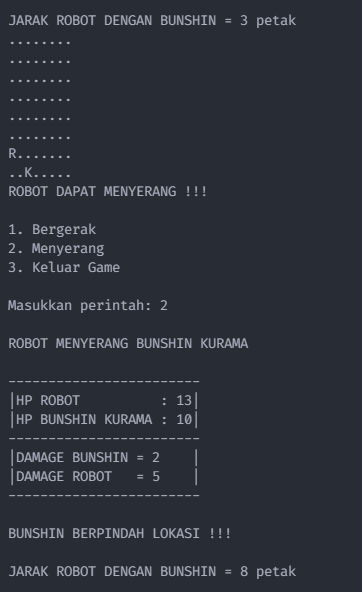 JARAK ROBOT DENGAN BUNSHIN = 3 petak
........
........
........
........
........
........
R.......
..K.....
ROBOT DAPAT MENYERANG !!!
1. Bergerak
2. Menyerang
3. Keluar Game
Masukkan perintah: 2
ROBOT MENYERANG BUNSHIN KURAMA
------------------------
|HP ROBOT          : 13|
|HP BUNSHIN KURAMA : 10|
------------------------
|DAMAGE BUNSHIN = 2    |
|DAMAGE ROBOT   = 5    |
------------------------
BUNSHIN BERPINDAH LOKASI !!!
JARAK ROBOT DENGAN BUNSHIN = 8 petak